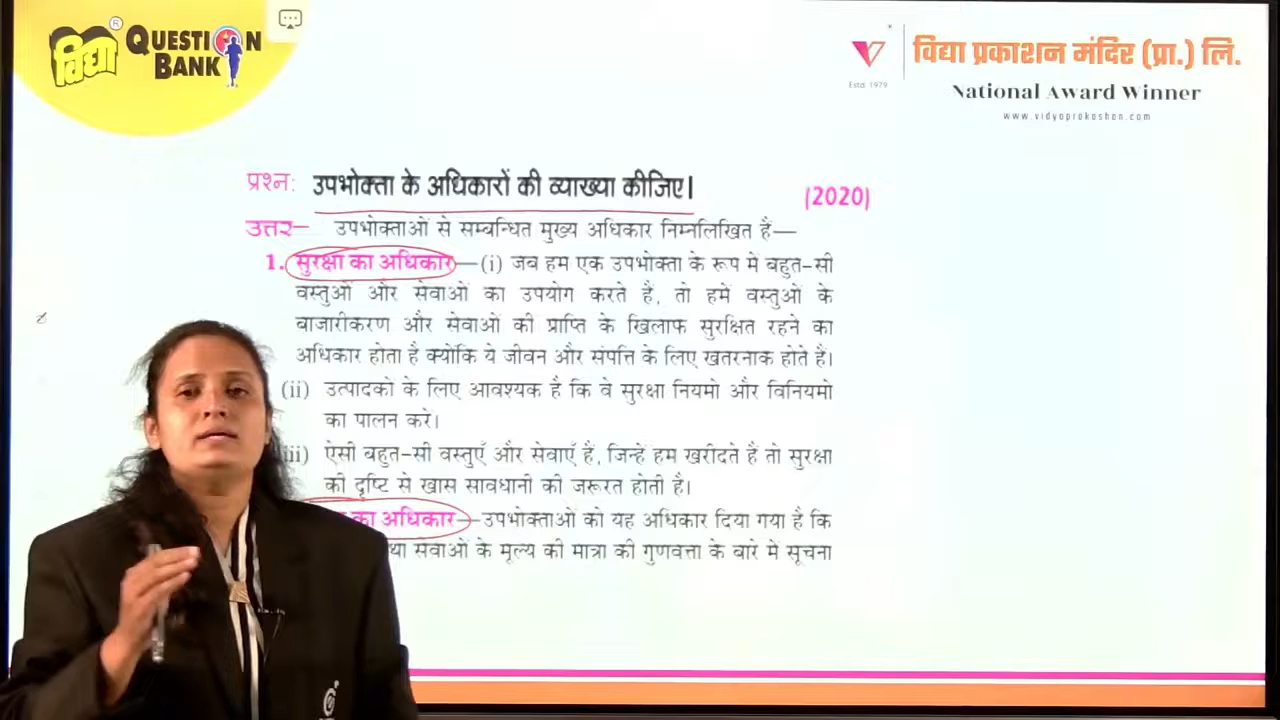 विद्या® QUESTION BANK
विद्या प्रकाशन मंदिर (प्रा.) लि.
Estd. 1979
National Award Winner
www.vidyaprakashan.com
प्रश्न: उपभोक्ता के अधिकारों की व्याख्या कीजिए।
(2020)
उत्तर— उपभोक्ताओं से सम्बन्धित मुख्य अधिकार निम्नलिखित हैं—
1. सुरक्षा का अधिकार—(i) जब हम एक उपभोक्ता के रूप में बहुत-सी
वस्तुओं और सेवाओं का उपयोग करते हैं, तो हमें वस्तुओं के
बाजारीकरण और सेवाओं की प्राप्ति के खिलाफ सुरक्षित रहने का
अधिकार होता है क्योंकि ये जीवन और संपत्ति के लिए खतरनाक होते हैं।
(ii) उत्पादकों के लिए आवश्यक है कि वे सुरक्षा नियमों और विनियमों
का पालन करें।
iii) ऐसी बहुत-सी वस्तुएँ और सेवाएँ हैं, जिन्हें हम खरीदते हैं तो सुरक्षा
की दृष्टि से खास सावधानी की जरूरत होती है।
का अधिकार—उपभोक्ताओं को यह अधिकार दिया गया है कि
सेवाओं के मूल्य की मात्रा की गुणवत्ता के बारे में सूचना